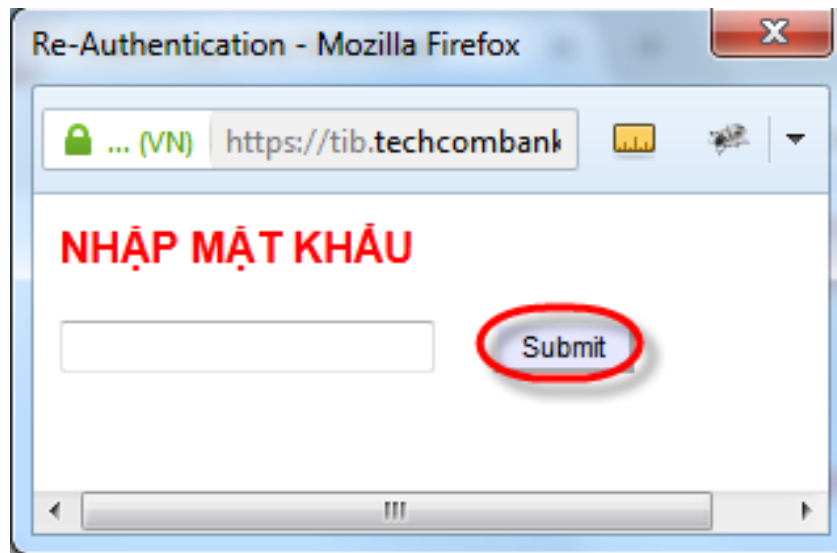 Re-Authentication - Mozilla Firefox
... (VN) https://tib.techcombank
NHẬP MẬT KHẨU
Submit